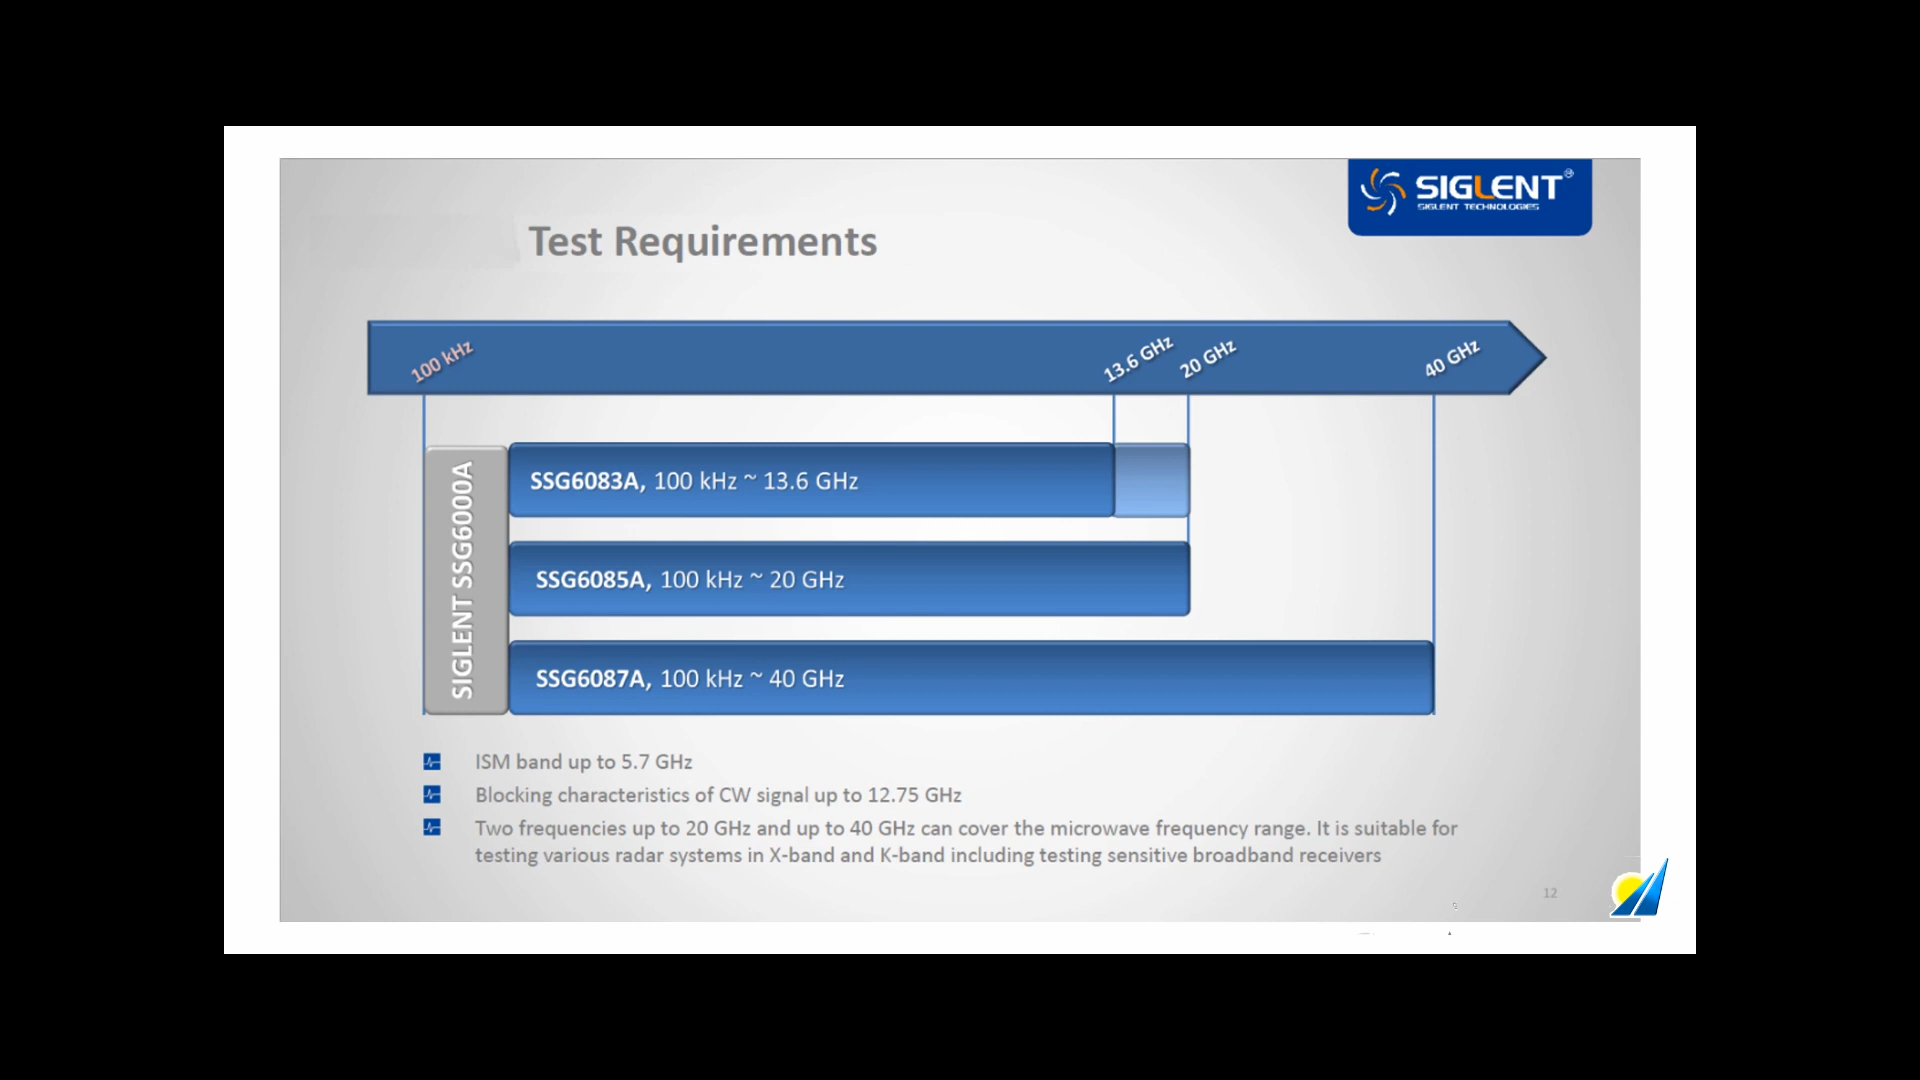 SIGLENT®
SIGLENT TECHNOLOGIES
Test Requirements
100 kHz
13.6 GHz
20 GHz
40 GHz
SIGLENT SSG6000A
SSG6083A, 100 kHz ~ 13.6 GHz
SSG6085A, 100 kHz ~ 20 GHz
SSG6087A, 100 kHz ~ 40 GHz
ISM band up to 5.7 GHz
Blocking characteristics of CW signal up to 12.75 GHz
Two frequencies up to 20 GHz and up to 40 GHz can cover the microwave frequency range. It is suitable for
testing various radar systems in X-band and K-band including testing sensitive broadband receivers
12